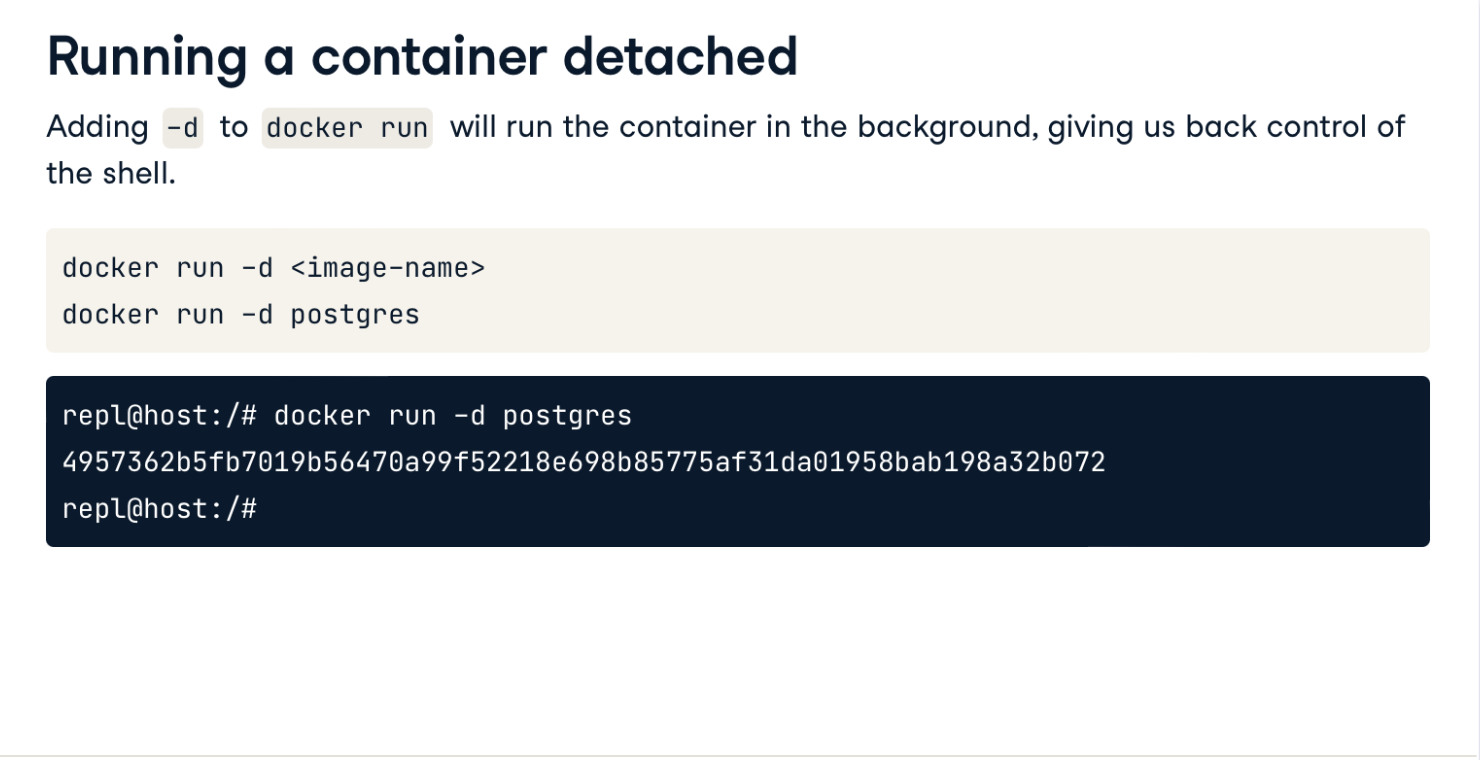 Running a container detached
Adding -d to docker run will run the container in the background, giving us back control of
the shell.
docker run -d <image-name>
docker run -d postgres
repl@host:/# docker run -d postgres
4957362b5fb7019b56470a99f52218e698b85775af31da01958bab198a32b072
repl@host:/#